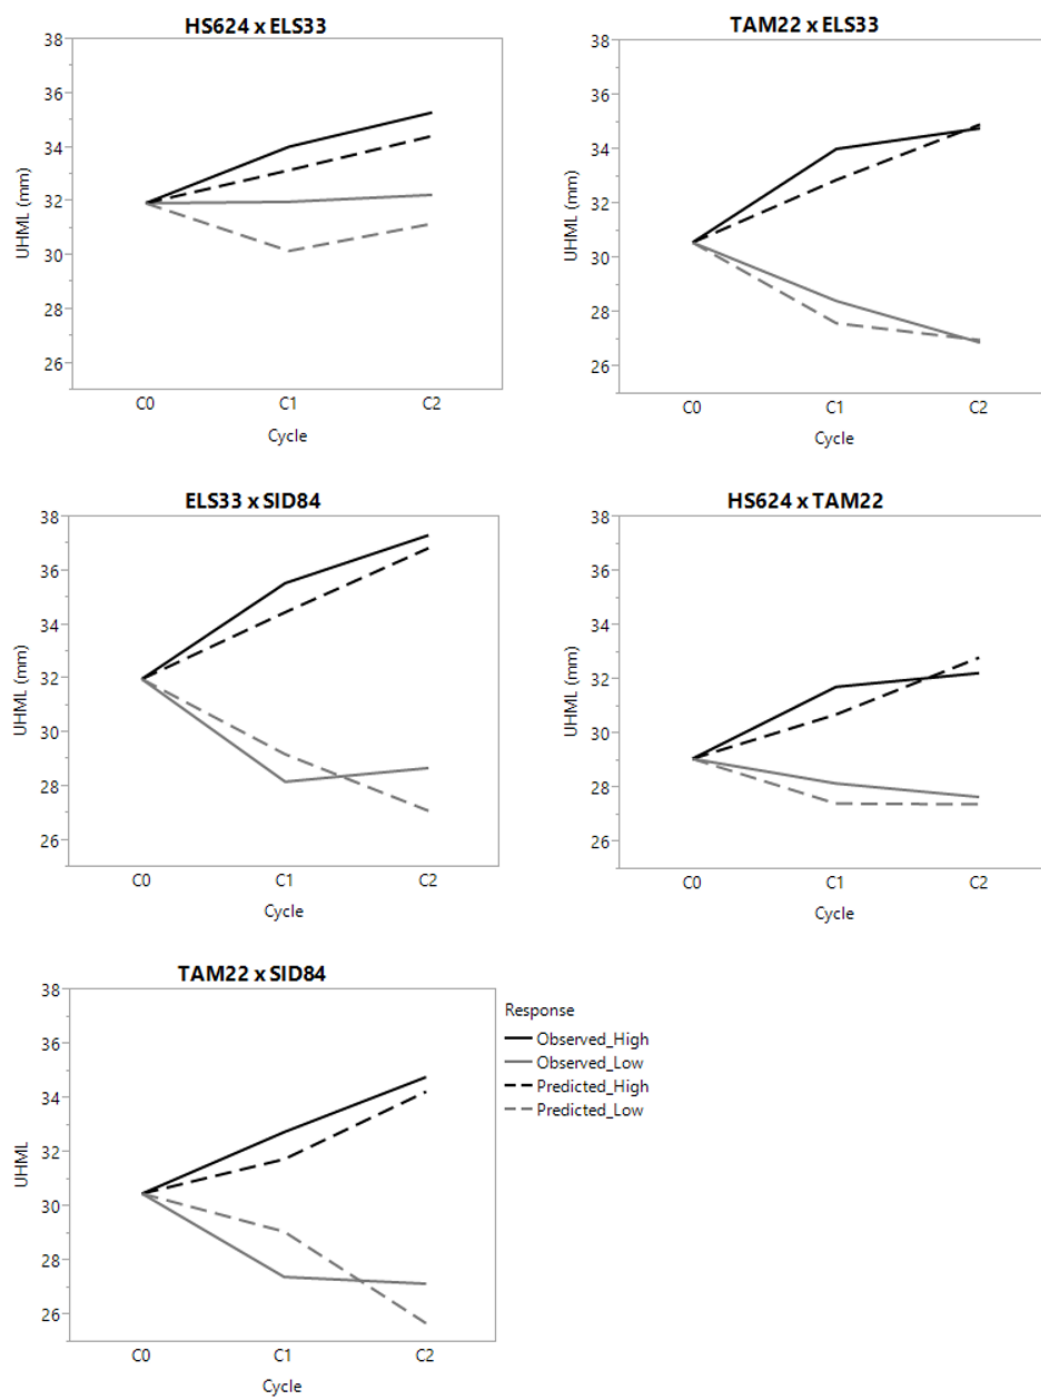 HS624 x ELS33
38
36
34
32
30
28
26
UHML (mm)
C0
C1
C2
Cycle
TAM22 x ELS33
38
36
34
32
30
28
26
UHML (mm)
C0
C1
C2
Cycle
ELS33 x SID84
38
36
34
32
30
28
26
UHML (mm)
C0
C1
C2
Cycle
HS624 x TAM22
38
36
34
32
30
28
26
UHML (mm)
C0
C1
C2
Cycle
TAM22 x SID84
38
36
34
32
30
28
26
UHML
C0
C1
C2
Cycle
Response
Observed_High
Observed_Low
Predicted_High
Predicted_Low